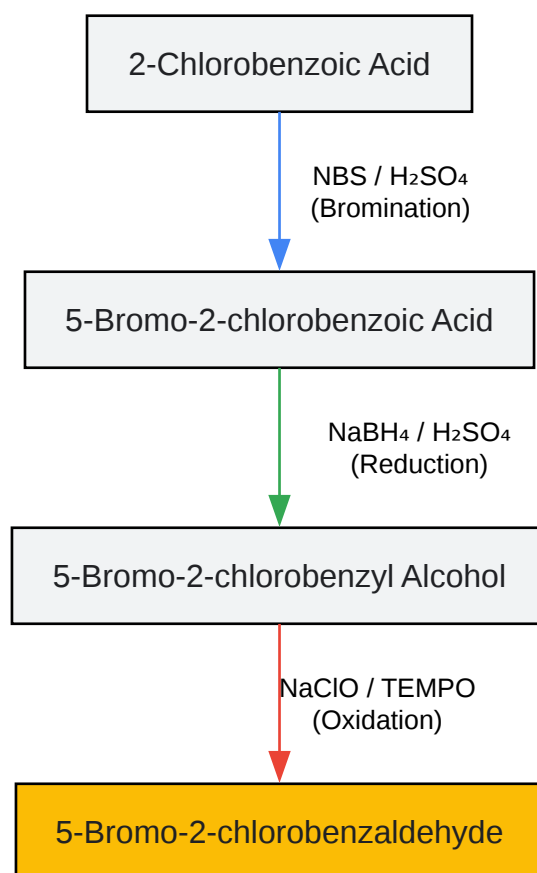 2-Chlorobenzoic Acid
NBS / H₂SO₄
(Bromination)
5-Bromo-2-chlorobenzoic Acid
NaBH₄ / H₂SO₄
(Reduction)
5-Bromo-2-chlorobenzyl Alcohol
NaClO / TEMPO
(Oxidation)
5-Bromo-2-chlorobenzaldehyde